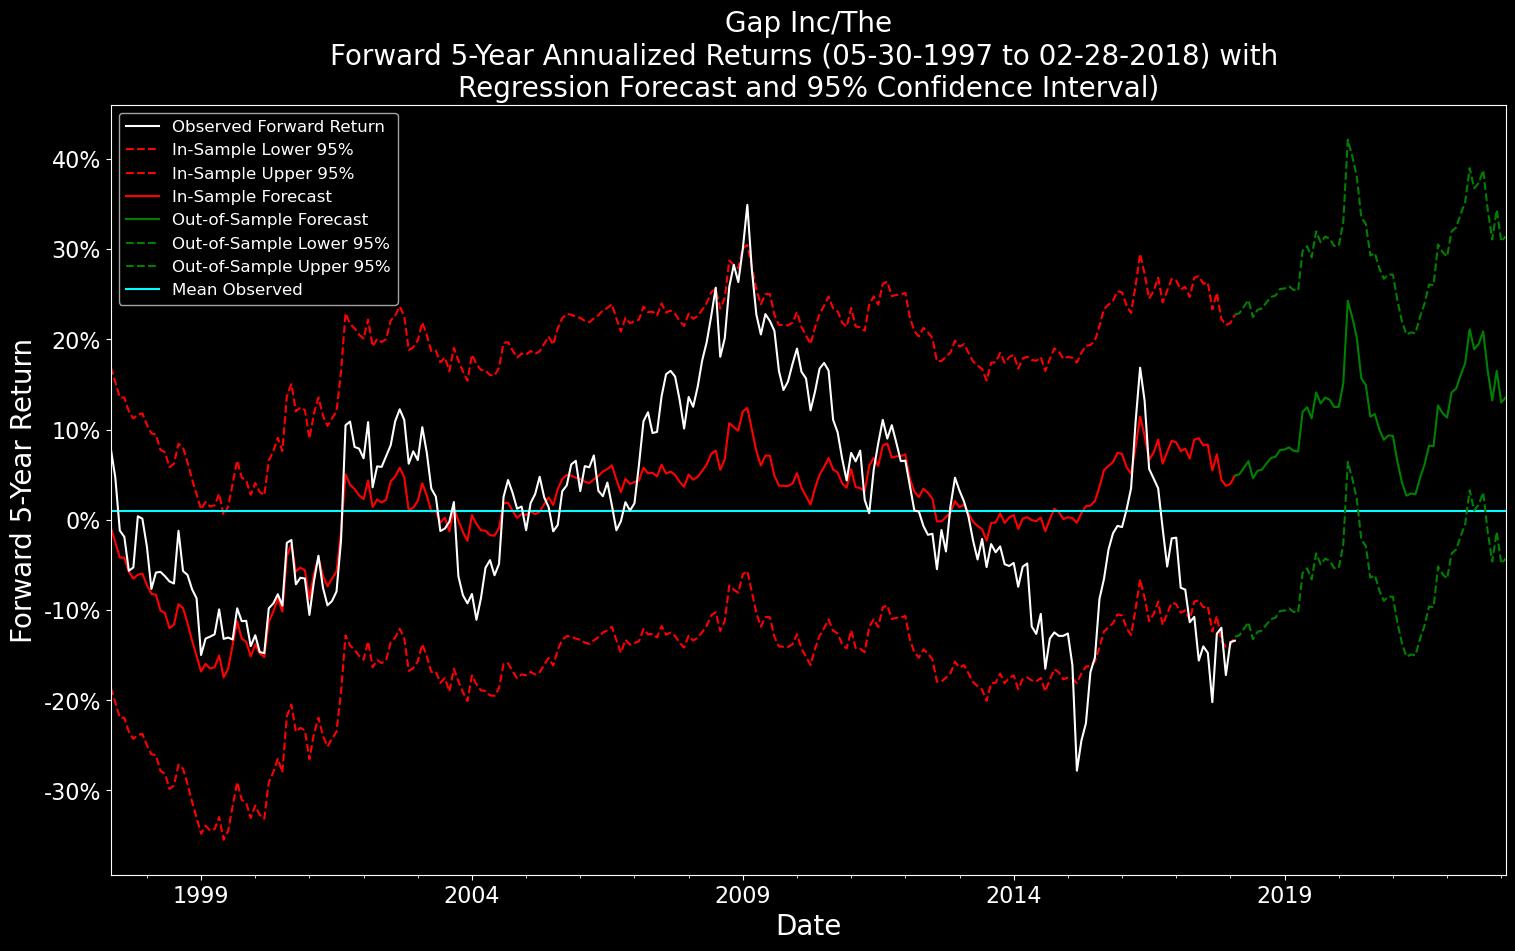 Gap Inc/The
Forward 5-Year Annualized Returns (05-30-1997 to 02-28-2018) with
Regression Forecast and 95% Confidence Interval)
Observed Forward Return
In-Sample Lower 95%
In-Sample Upper 95%
In-Sample Forecast
Out-of-Sample Forecast
Out-of-Sample Lower 95%
Out-of-Sample Upper 95%
Mean Observed
Forward 5-Year Return
40%
30%
20%
10%
0%
-10%
-20%
-30%
1999 2004 2009 2014 2019
Date